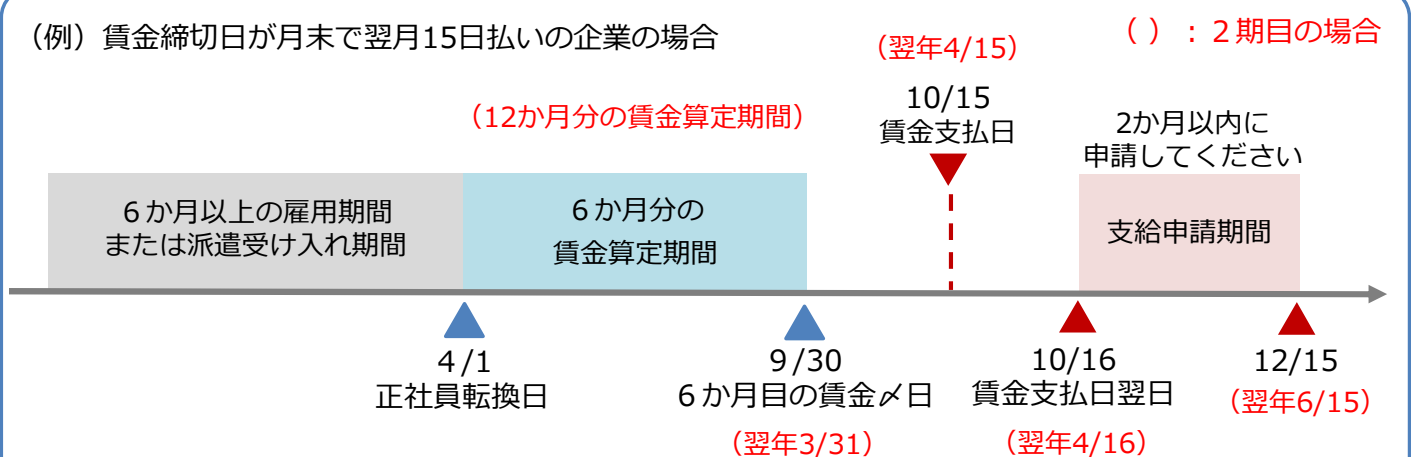 （例）賃金締切日が月末で翌月15日払いの企業の場合
（ ）：２期目の場合
（翌年4/15）
10/15
賃金支払日
（12か月分の賃金算定期間）
2か月以内に
申請してください
６か月以上の雇用期間
または派遣受け入れ期間
６か月分の
賃金算定期間
支給申請期間
４/1
正社員転換日
９/30
６か月目の賃金〆日
（翌年3/31）
10/16
賃金支払日翌日
（翌年4/16）
12/15
（翌年6/15）